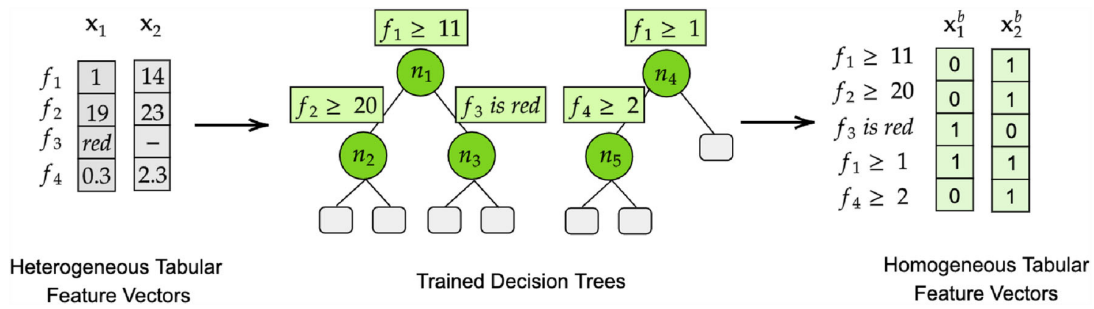 x₁ x₂
f₁ 1 14
f₂ 19 23
f₃ red –
f₄ 0.3 2.3
Heterogeneous Tabular
Feature Vectors
f₁ ≥ 11
n₁
f₂ ≥ 20
f₃ is red
n₂
n₃
f₁ ≥ 1
n₄
f₄ ≥ 2
n₅
Trained Decision Trees
x₁ᵇ x₂ᵇ
f₁ ≥ 11 0 1
f₂ ≥ 20 0 1
f₃ is red 1 0
f₁ ≥ 1 1 1
f₄ ≥ 2 0 1
Homogeneous Tabular
Feature Vectors